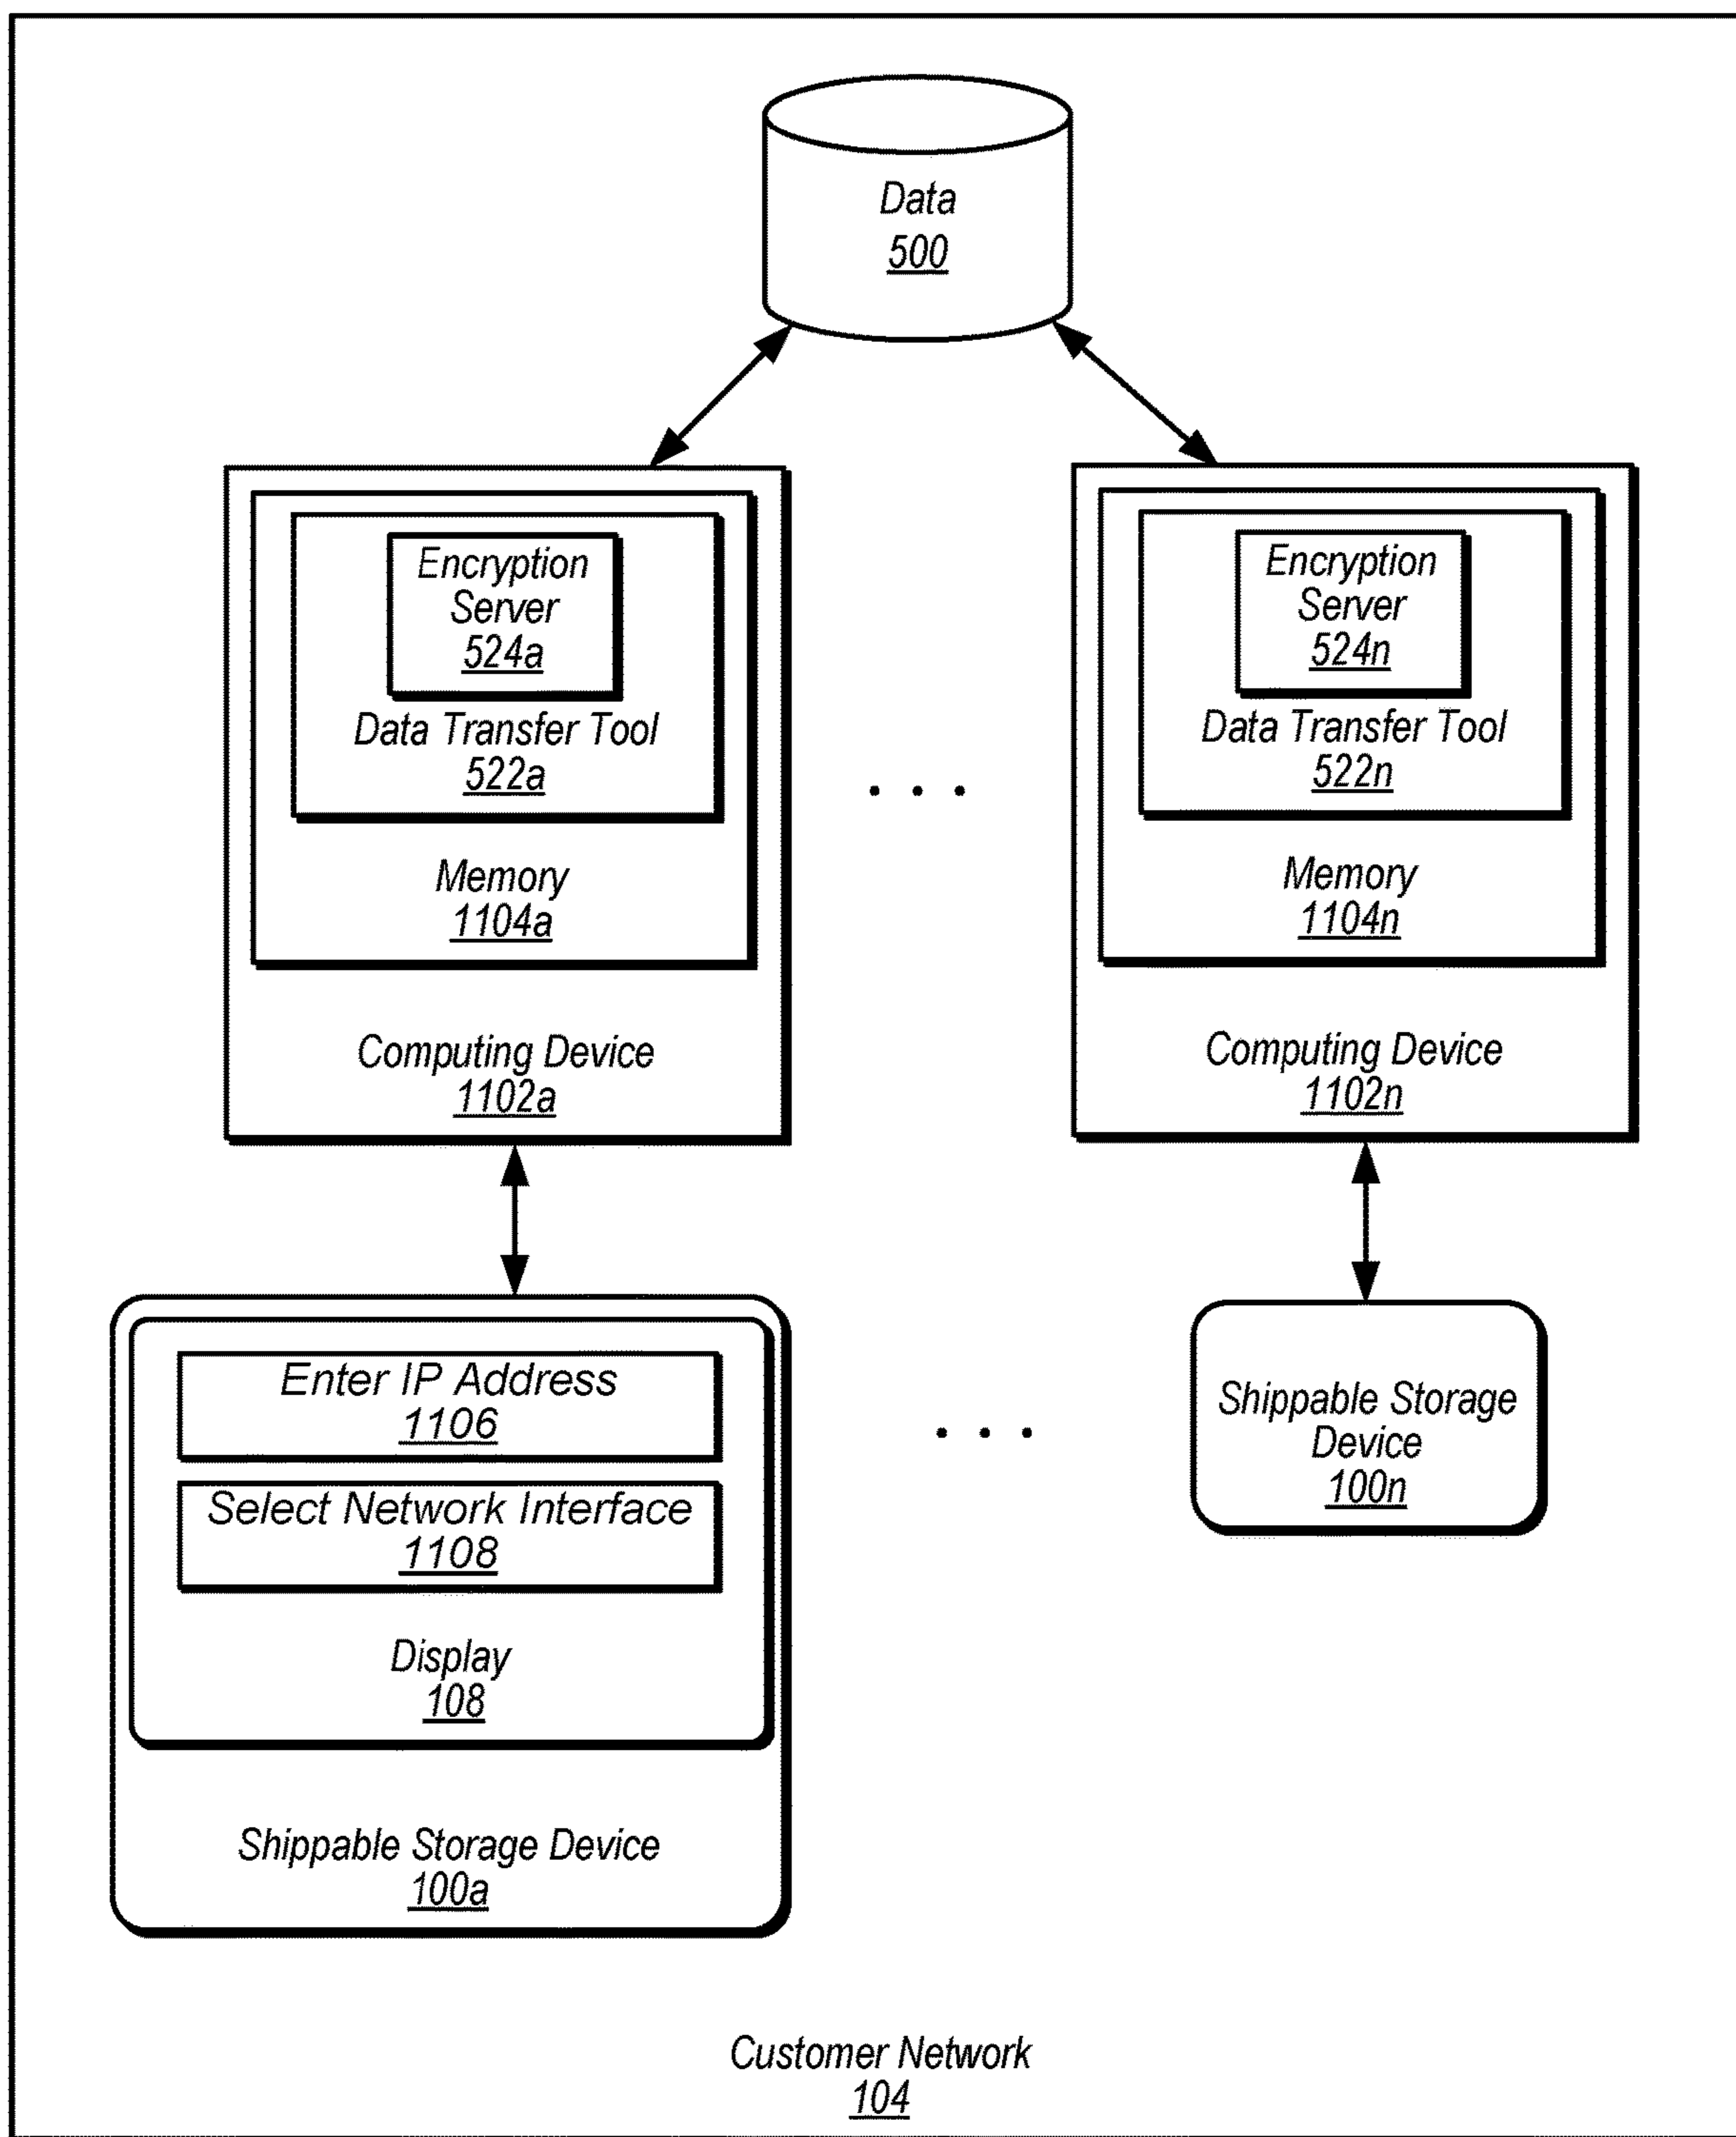 Data
500
Encryption
Server
524a
Data Transfer Tool
522a
Memory
1104a
Computing Device
1102a
. . .
Encryption
Server
524n
Data Transfer Tool
522n
Memory
1104n
Computing Device
1102n
Enter IP Address
1106
Select Network Interface
1108
Display
108
Shippable Storage Device
100a
. . .
Shippable Storage
Device
100n
Customer Network
104